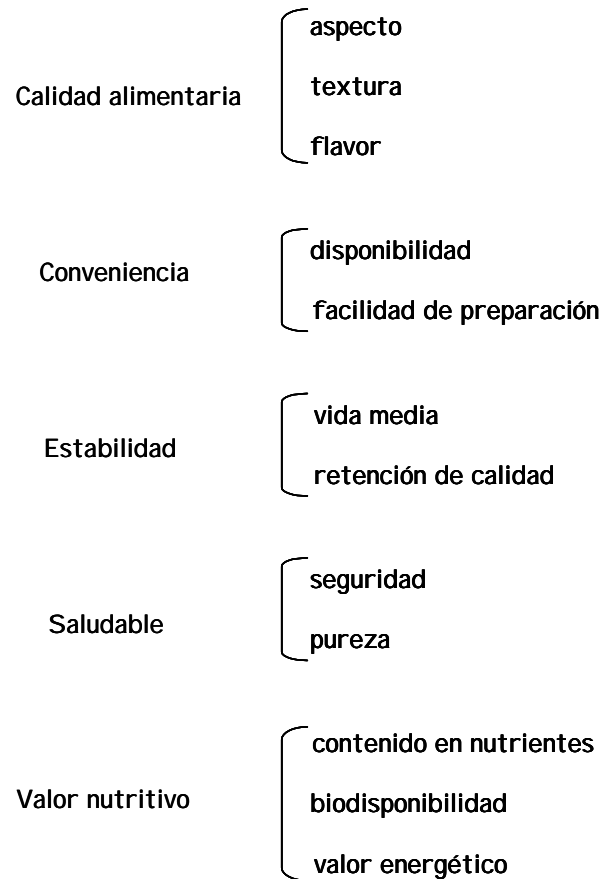 aspecto
Calidad alimentaria
textura
flavor
disponibilidad
Conveniencia
facilidad de preparación
vida media
Estabilidad
retención de calidad
seguridad
Saludable
pureza
contenido en nutrientes
Valor nutritivo
biodisponibilidad
valor energético